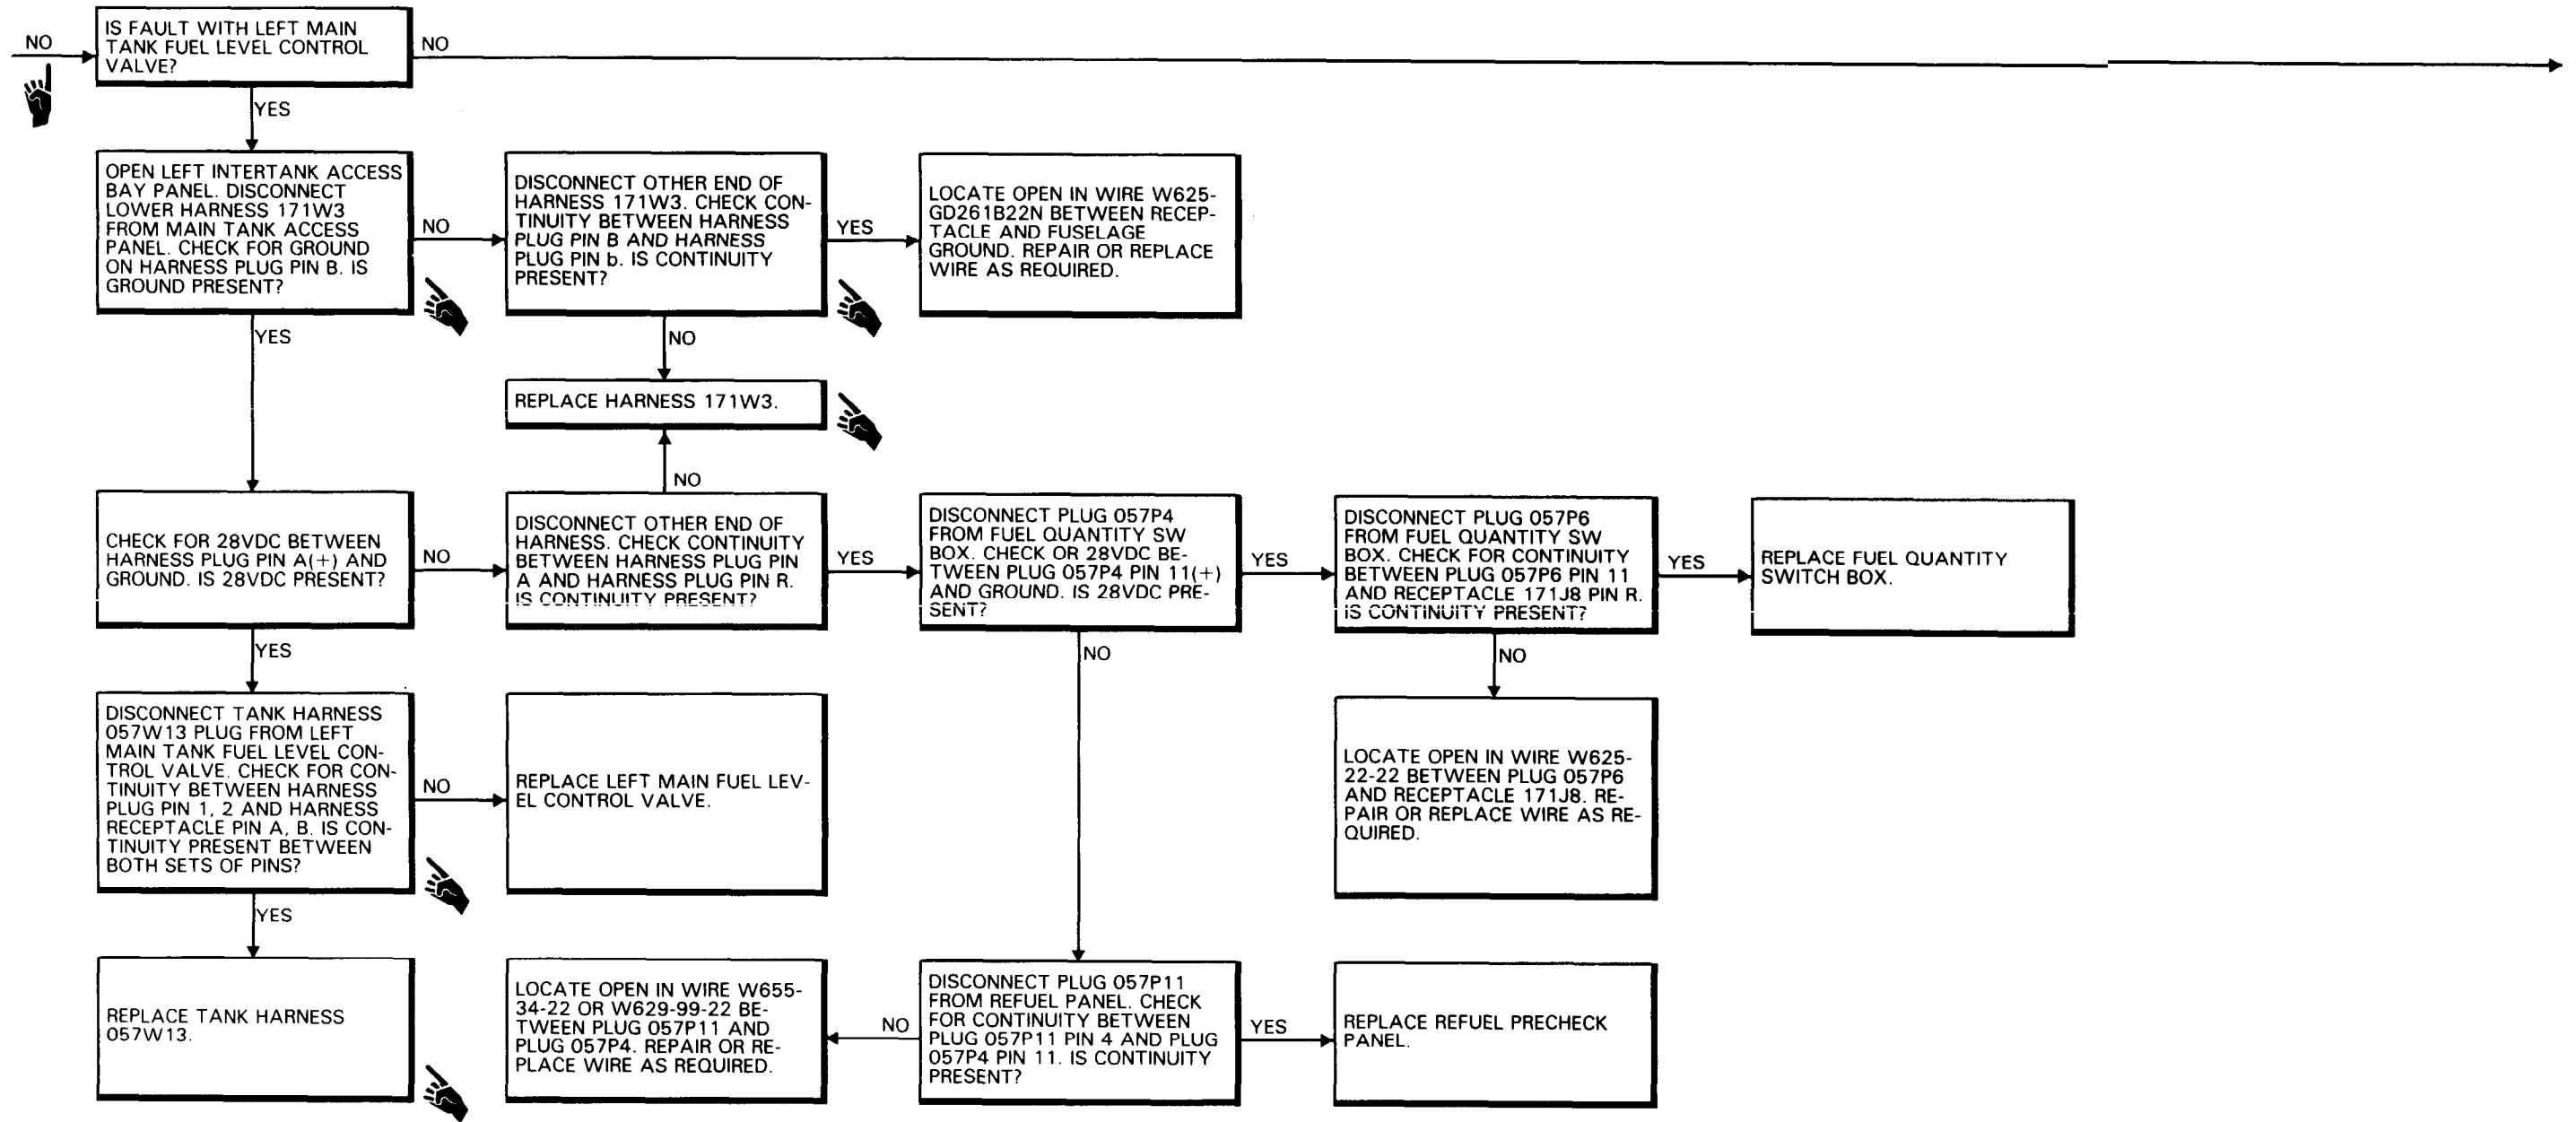 NO
IS FAULT WITH LEFT MAIN
TANK FUEL LEVEL CONTROL
VALVE?
NO
YES
OPEN LEFT INTERTANK ACCESS
BAY PANEL. DISCONNECT
LOWER HARNESS 171W3
FROM MAIN TANK ACCESS
PANEL. CHECK FOR GROUND
ON HARNESS PLUG PIN B. IS
GROUND PRESENT?
NO
DISCONNECT OTHER END OF
HARNESS 171W3. CHECK CON-
TINUITY BETWEEN HARNESS
PLUG PIN B AND HARNESS
PLUG PIN b. IS CONTINUITY
PRESENT?
YES
LOCATE OPEN IN WIRE W625-
GD261B22N BETWEEN RECEP-
TACLE AND FUSELAGE
GROUND. REPAIR OR REPLACE
WIRE AS REQUIRED.
YES
NO
REPLACE HARNESS 171W3.
NO
CHECK FOR 28VDC BETWEEN
HARNESS PLUG PIN A(+) AND
GROUND. IS 28VDC PRESENT?
NO
DISCONNECT OTHER END OF
HARNESS. CHECK CONTINUITY
BETWEEN HARNESS PLUG PIN
A AND HARNESS PLUG PIN R.
IS CONTINUITY PRESENT?
YES
DISCONNECT PLUG 057P4
FROM FUEL QUANTITY SW
BOX. CHECK OR 28VDC BE-
TWEEN PLUG 057P4 PIN 11(+)
AND GROUND. IS 28VDC PRE-
SENT?
YES
DISCONNECT PLUG 057P6
FROM FUEL QUANTITY SW
BOX. CHECK FOR CONTINUITY
BETWEEN PLUG 057P6 PIN 11
AND RECEPTACLE 171J8 PIN R.
IS CONTINUITY PRESENT?
YES
REPLACE FUEL QUANTITY
SWITCH BOX.
YES
NO
NO
DISCONNECT TANK HARNESS
057W13 PLUG FROM LEFT
MAIN TANK FUEL LEVEL CON-
TROL VALVE. CHECK FOR CON-
TINUITY BETWEEN HARNESS
PLUG PIN 1, 2 AND HARNESS
RECEPTACLE PIN A, B. IS CON-
TINUITY PRESENT BETWEEN
BOTH SETS OF PINS?
NO
REPLACE LEFT MAIN FUEL LEV-
EL CONTROL VALVE.
LOCATE OPEN IN WIRE W625-
22-22 BETWEEN PLUG 057P6
AND RECEPTACLE 171J8. RE-
PAIR OR REPLACE WIRE AS RE-
QUIRED.
YES
REPLACE TANK HARNESS
057W13.
LOCATE OPEN IN WIRE W655-
34-22 OR W629-99-22 BE-
TWEEN PLUG 057P11 AND
PLUG 057P4. REPAIR OR RE-
PLACE WIRE AS REQUIRED.
NO
DISCONNECT PLUG 057P11
FROM REFUEL PANEL. CHECK
FOR CONTINUITY BETWEEN
PLUG 057P11 PIN 4 AND PLUG
057P4 PIN 11. IS CONTINUITY
PRESENT?
YES
REPLACE REFUEL PRECHECK
PANEL.